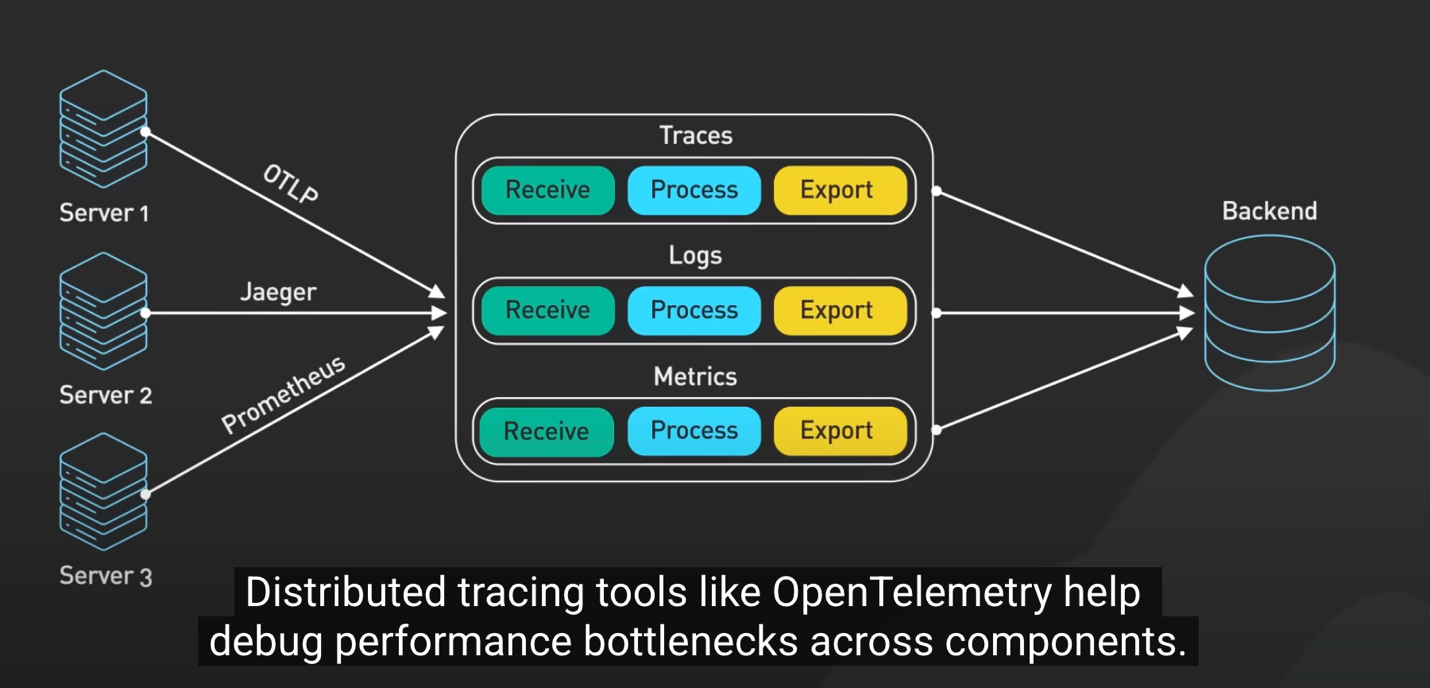 Traces
Receive Process Export
OTLP
Server 1
Backend
Logs
Jaeger
Receive Process Export
Metrics
Server 2
Prometheus
Receive Process Export
Server 3
Distributed tracing tools like OpenTelemetry help
debug performance bottlenecks across components.